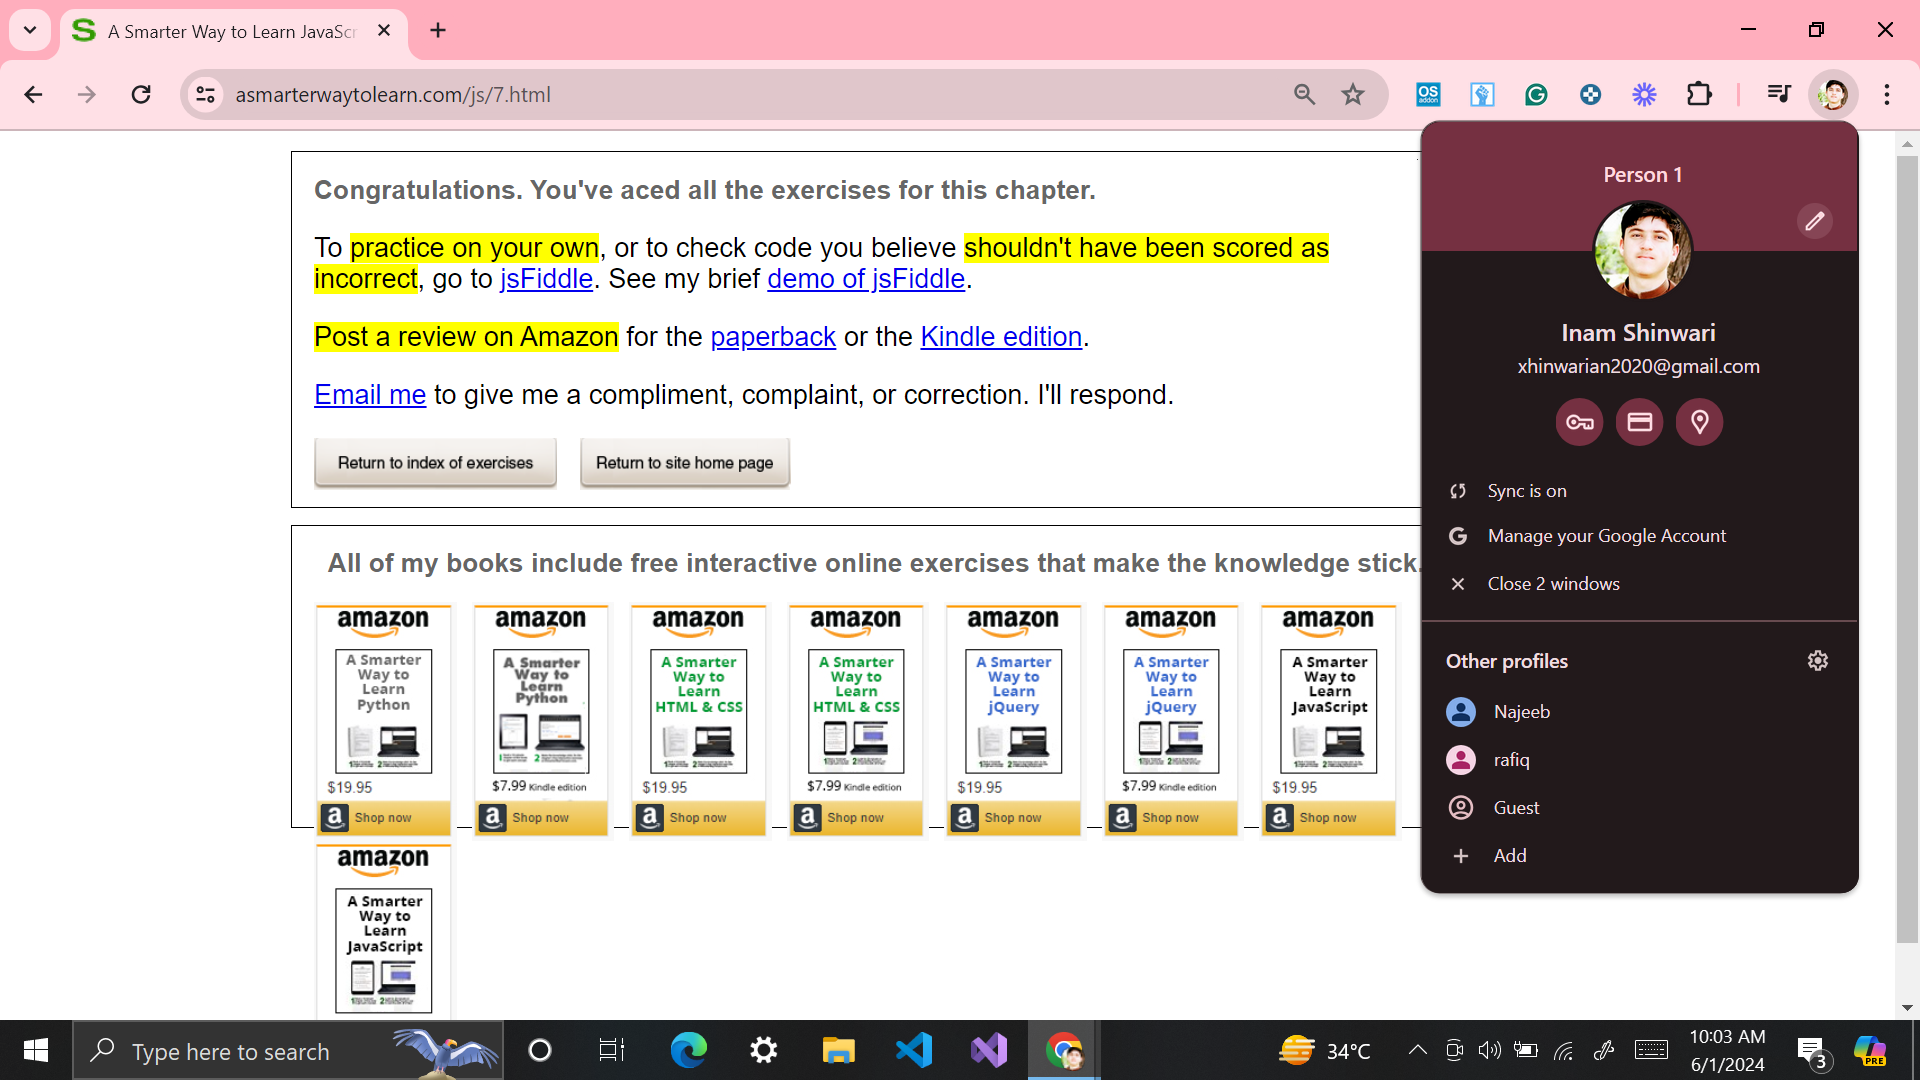 A Smarter Way to Learn JavaScr
asmarterwaytolearn.com/js/7.html
OS
addon
Congratulations. You've aced all the exercises for this chapter.
To practice on your own, or to check code you believe shouldn't have been scored as
incorrect, go to jsFiddle. See my brief demo of jsFiddle.
Post a review on Amazon for the paperback or the Kindle edition.
Email me to give me a compliment, complaint, or correction. I'll respond.
Return to index of exercises
Return to site home page
All of my books include free interactive online exercises that make the knowledge stick.
amazon
A Smarter
Way to
Learn
Python
$19.95
Shop now
amazon
A Smarter
Way to
Learn
Python
$7.99 Kindle edition
Shop now
amazon
A Smarter
Way to
Learn
HTML & CSS
$19.95
Shop now
amazon
A Smarter
Way to
Learn
HTML & CSS
$7.99 Kindle edition
Shop now
amazon
A Smarter
Way to
Learn
jQuery
$19.95
Shop now
amazon
A Smarter
Way to
Learn
jQuery
$7.99 Kindle edition
Shop now
amazon
A Smarter
Way to
Learn
JavaScript
$19.95
Shop now
amazon
A Smarter
Way to
Learn
JavaScript
Person 1
Inam Shinwari
xhinwarian2020@gmail.com
Sync is on
Manage your Google Account
Close 2 windows
Other profiles
Najeeb
rafiq
Guest
Add
Type here to search
34°C
10:03 AM
6/1/2024
3
PRE